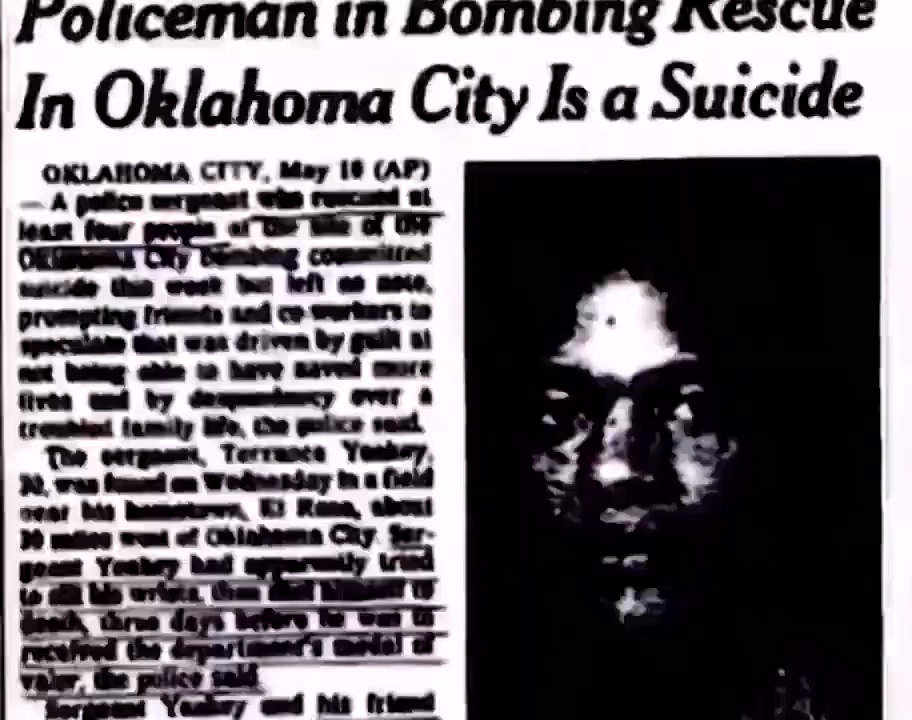 Policeman in Bombing Rescue
In Oklahoma City Is a Suicide
OKLAHOMA CITY, May 10 (AP)
— A police sergeant who rescued at
least four people at the site of the
Oklahoma City bombing committed
suicide this week but left no note,
prompting friends and co-workers to
speculate that was driven by guilt at
not being able to have saved more
lives and by despondency over a
troubled family life, the police said.
The sergeant, Terrance Yeakey,
30, was found on Wednesday in a field
near his hometown, El Reno, about
30 miles west of Oklahoma City. Ser-
geant Yeakey had apparently tried
to slit his wrists, then shot himself to
death, three days before he was to
received the department's medal of
valor, the police said.
Sergeant Yeakey and his friend